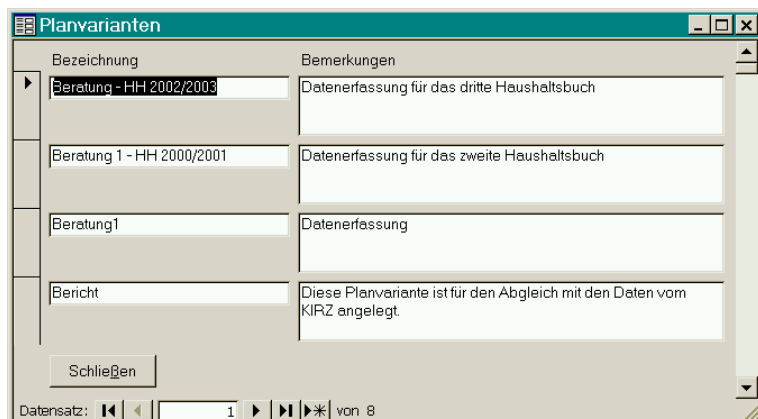 Planvarianten
Bezeichnung Bemerkungen
Beratung - HH 2002/2003 Datenerfassung für das dritte Haushaltsbuch
Beratung 1 - HH 2000/2001 Datenerfassung für das zweite Haushaltsbuch
Beratung1 Datenerfassung
Bericht Diese Planvariante ist für den Abgleich mit den Daten vom
KIRZ angelegt.
Schließen
Datensatz: 1 von 8